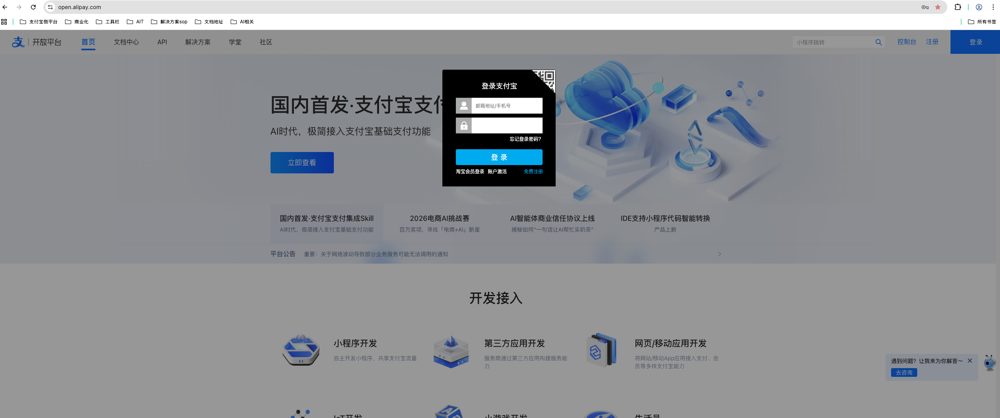 open.alipay.com
支付宝侧平台
商业化
工具栏
AIT
解决方案sop
文档地址
AI相关
所有书签
支 开放平台
首页
文档中心
API
解决方案
学堂
社区
小程序跳转
控制台
注册
登录
国内首发·支付宝支付
AI时代，极简接入支付宝基础支付功能
立即查看
登录支付宝
邮箱地址/手机号
忘记登录密码?
登 录
淘宝会员登录
账户激活
免费注册
国内首发·支付宝支付集成Skill
AI时代，极简接入支付宝基础支付功能
2026电商AI挑战赛
百万奖项，寻找「电商+AI」新星
AI智能体商业信任协议上线
揭秘如何“一句话让AI帮忙买奶茶”
IDE支持小程序代码智能转换
产品上新
平台公告
重要：关于网络波动导致部分业务服务可能无法调用的通知
开发接入
小程序开发
自主开发小程序，共享支付宝流量
第三方应用开发
服务商通过第三方应用构建服务能
力
网页/移动应用开发
将网站/移动App应用接入支付、会
员等多样支付宝能力
遇到问题？让我来为你解答～
去咨询
IoT开发
小游戏开发
生活号